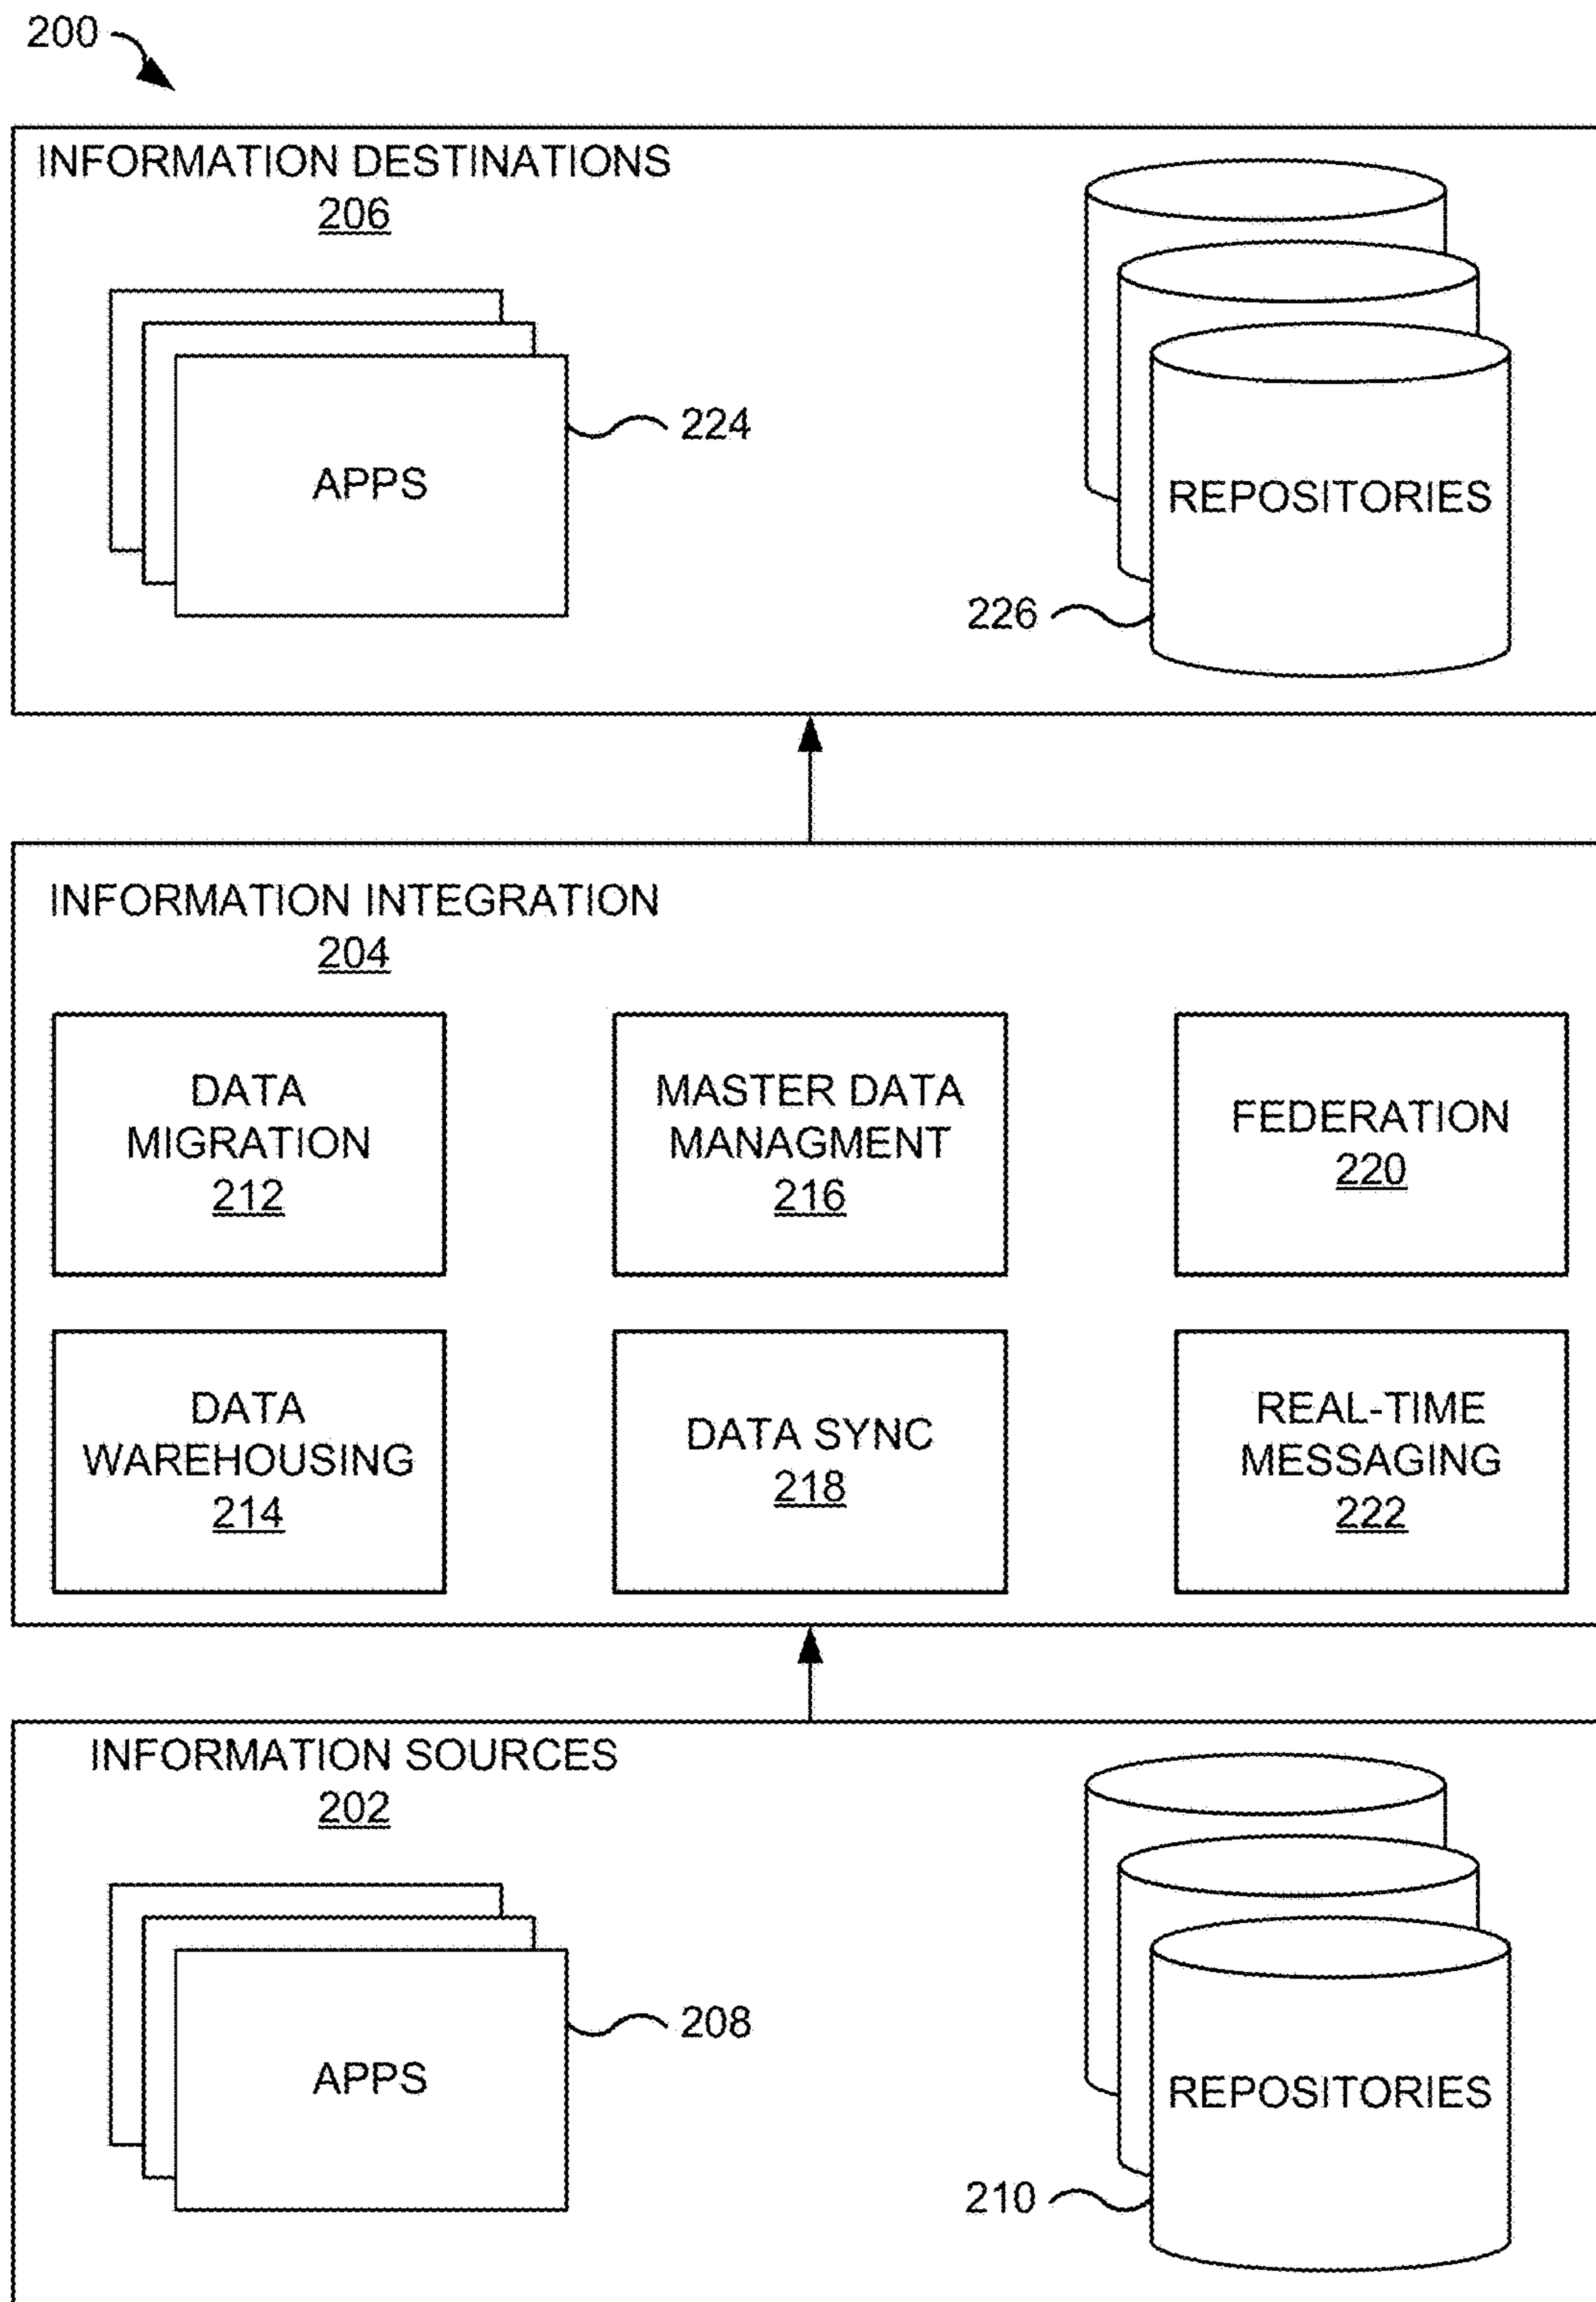 200
INFORMATION DESTINATIONS
206
APPS
224
REPOSITORIES
226
INFORMATION INTEGRATION
204
DATA
MIGRATION
212
MASTER DATA
MANAGMENT
216
FEDERATION
220
DATA
WAREHOUSING
214
DATA SYNC
218
REAL-TIME
MESSAGING
222
INFORMATION SOURCES
202
APPS
208
REPOSITORIES
210